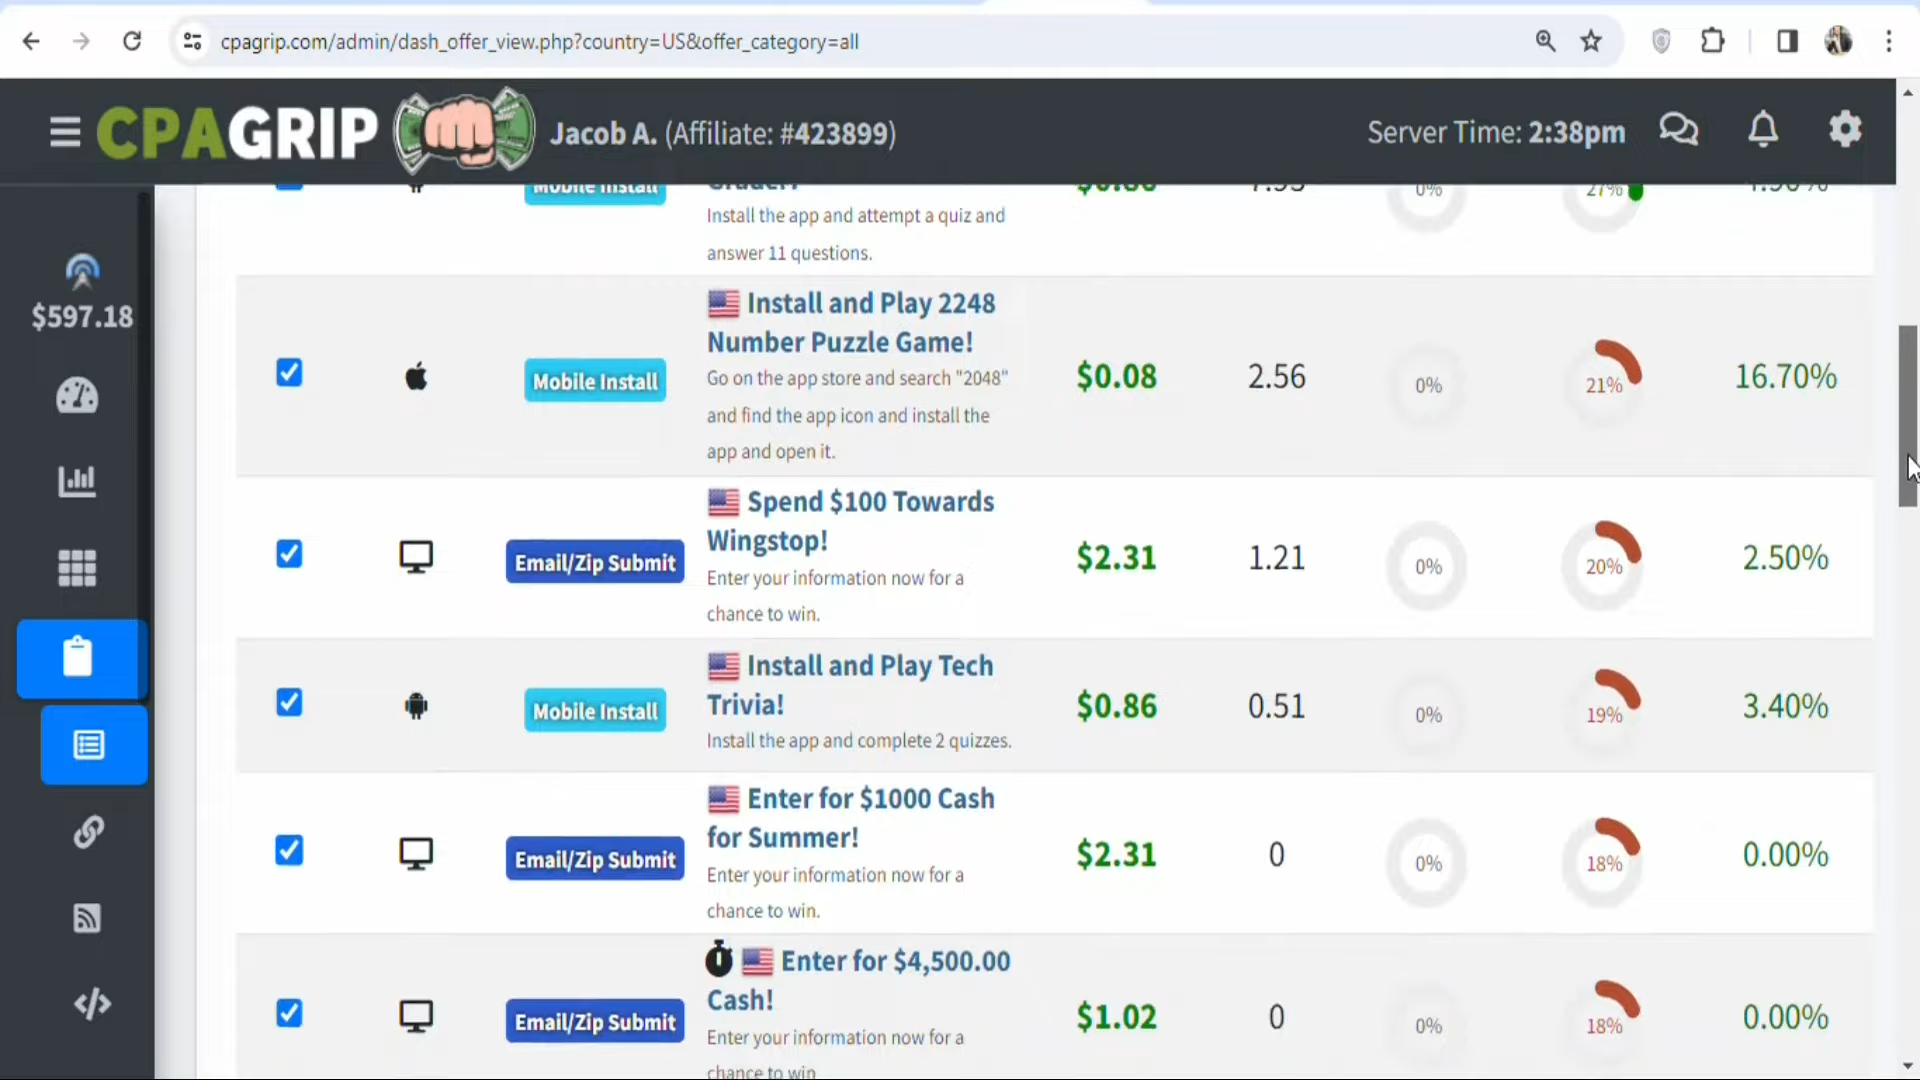 cpagrip.com/admin/dash_offer_view.php?country=US&offer_category=all
CPAGRIP
Jacob A. (Affiliate: #423899)
Server Time: 2:38pm
$597.18
Mobile Install
0%
27%
Install the app and attempt a quiz and
answer 11 questions.
Install and Play 2248
Number Puzzle Game!
Go on the app store and search "2048"
and find the app icon and install the
app and open it.
Mobile Install
$0.08
2.56
0%
21%
16.70%
Spend $100 Towards
Wingstop!
Enter your information now for a
chance to win.
Email/Zip Submit
$2.31
1.21
0%
20%
2.50%
Install and Play Tech
Trivia!
Install the app and complete 2 quizzes.
Mobile Install
$0.86
0.51
0%
19%
3.40%
Enter for $1000 Cash
for Summer!
Enter your information now for a
chance to win.
Email/Zip Submit
$2.31
0
0%
18%
0.00%
Enter for $4,500.00
Cash!
Enter your information now for a
chance to win
Email/Zip Submit
$1.02
0
0%
18%
0.00%